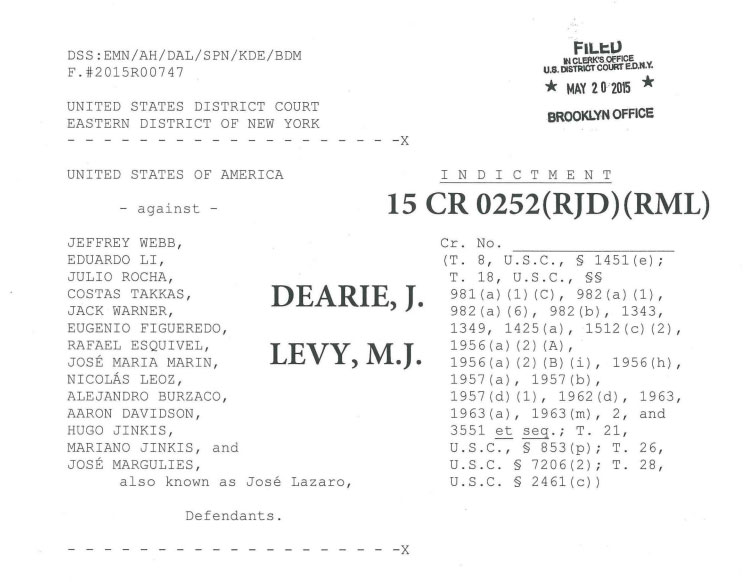 DSS:EMN/AH/DAL/SPN/KDE/BDM
F.#2015R00747
FILED
IN CLERK'S OFFICE
U.S. DISTRICT COURT E.D.N.Y.
★ MAY 20 2015 ★
BROOKLYN OFFICE
UNITED STATES DISTRICT COURT
EASTERN DISTRICT OF NEW YORK
- - - - - - - - - - - - - - - - - - -X
UNITED STATES OF AMERICA
- against -
JEFFREY WEBB,
EDUARDO LI,
JULIO ROCHA,
COSTAS TAKKAS,
JACK WARNER,
EUGENIO FIGUEREDO,
RAFAEL ESQUIVEL,
JOSÉ MARIA MARIN,
NICOLÁS LEOZ,
ALEJANDRO BURZACO,
AARON DAVIDSON,
HUGO JINKIS,
MARIANO JINKIS, and
JOSÉ MARGULIES,
also known as José Lazaro,
Defendants.
- - - - - - - - - - - - - - - - - - -X
DEARIE, J.
LEVY, M.J.
I N D I C T M E N T
15 CR 0252(RJD)(RML)
Cr. No. _______________
(T. 8, U.S.C., § 1451(e);
T. 18, U.S.C., §§
981(a)(1)(C), 982(a)(1),
982(a)(6), 982(b), 1343,
1349, 1425(a), 1512(c)(2),
1956(a)(2)(A),
1956(a)(2)(B)(i), 1956(h),
1957(a), 1957(b),
1957(d)(1), 1962(d), 1963,
1963(a), 1963(m), 2, and
3551 et seq.; T. 21,
U.S.C., § 853(p); T. 26,
U.S.C. § 7206(2); T. 28,
U.S.C. § 2461(c))